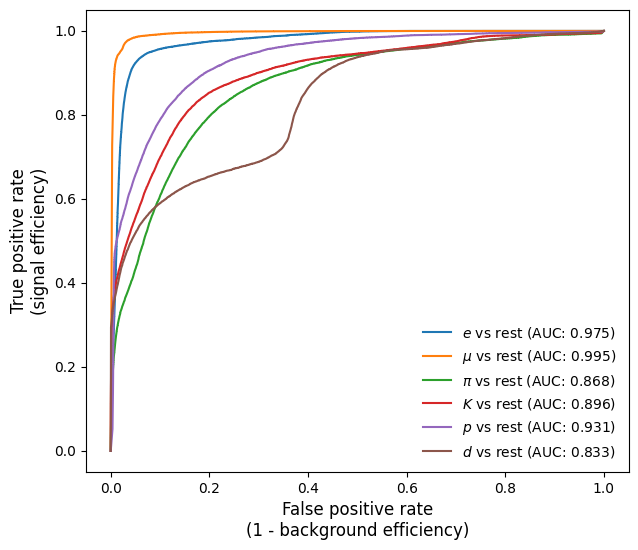 True positive rate
(signal efficiency)
1.0
0.8
0.6
0.4
0.2
0.0
e vs rest (AUC: 0.975)
μ vs rest (AUC: 0.995)
π vs rest (AUC: 0.868)
K vs rest (AUC: 0.896)
p vs rest (AUC: 0.931)
d vs rest (AUC: 0.833)
0.0 0.2 0.4 0.6 0.8 1.0
False positive rate
(1 - background efficiency)